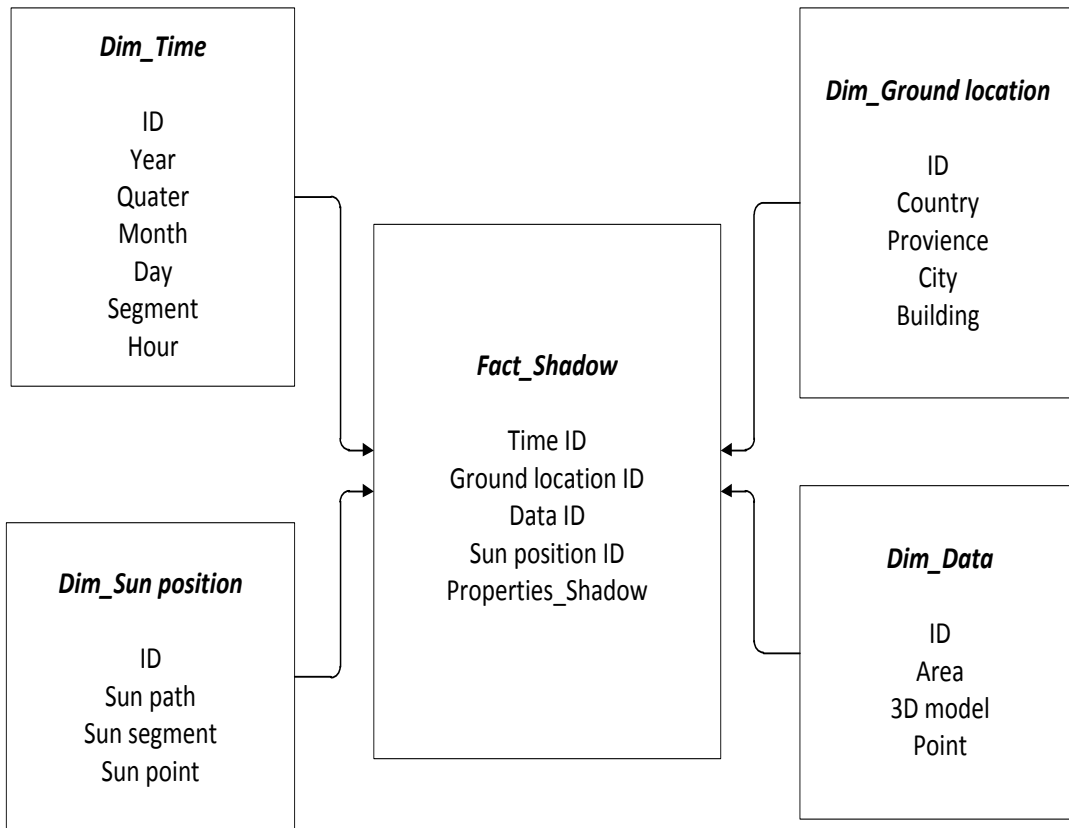 Dim_Time
ID
Year
Quater
Month
Day
Segment
Hour
Dim_Ground location
ID
Country
Provience
City
Building
Fact_Shadow
Time ID
Ground location ID
Data ID
Sun position ID
Properties_Shadow
Dim_Sun position
ID
Sun path
Sun segment
Sun point
Dim_Data
ID
Area
3D model
Point